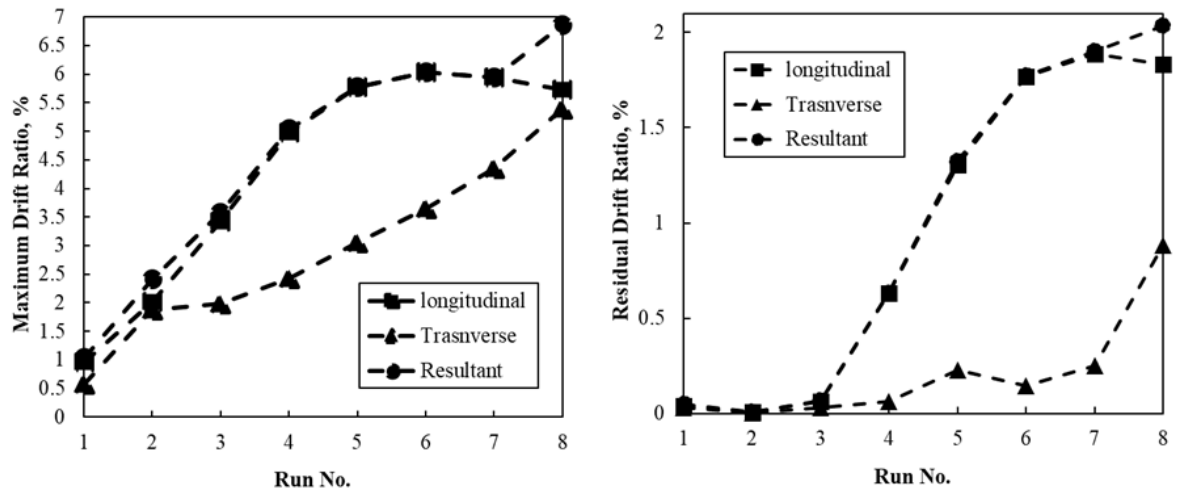 Maximum Drift Ratio, %
7
6.5
6
5.5
5
4.5
4
3.5
3
2.5
2
1.5
1
0.5
0
longitudinal
Trasnverse
Resultant
1 2 3 4 5 6 7 8
Run No.
Residual Drift Ratio, %
2
1.5
1
0.5
0
longitudinal
Trasnverse
Resultant
1 2 3 4 5 6 7 8
Run No.